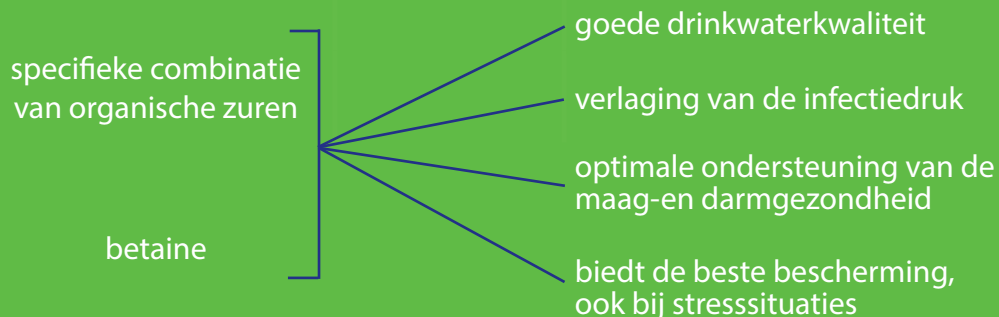 specifieke combinatie
van organische zuren
betaine
goede drinkwaterkwaliteit
verlaging van de infectiedruk
optimale ondersteuning van de
maag-en darmgezondheid
biedt de beste bescherming,
ook bij stresssituaties